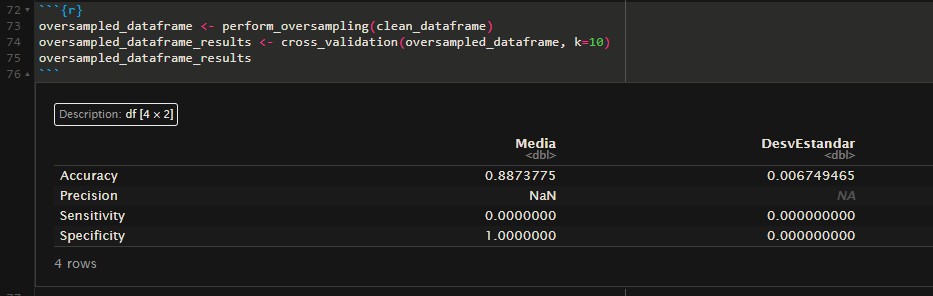 72 ```{r}
73 oversampled_dataframe <- perform_oversampling(clean_dataframe)
74 oversampled_dataframe_results <- cross_validation(oversampled_dataframe, k=10)
75 oversampled_dataframe_results
76 ```
Description: df [4 × 2]
Media DesvEstandar
<dbl> <dbl>
Accuracy 0.8873775 0.006749465
Precision NaN NA
Sensitivity 0.0000000 0.000000000
Specificity 1.0000000 0.000000000
4 rows
77